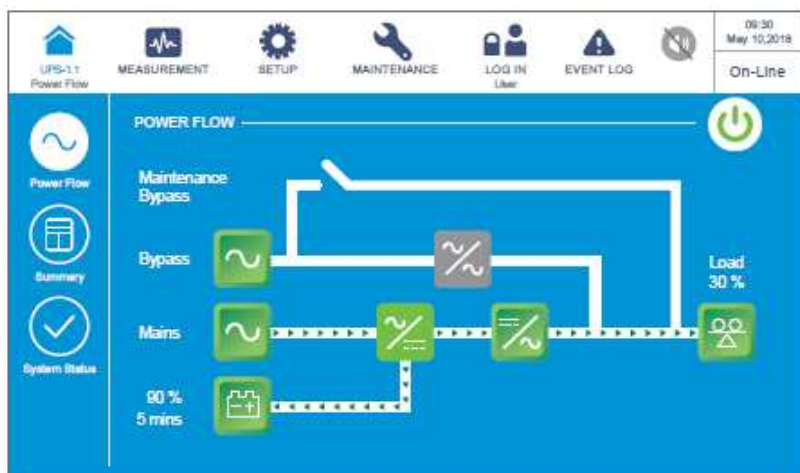 UPS-1.1
Power Flow
MEASUREMENT
SETUP
MAINTENANCE
LOG IN
User
EVENT LOG
09:30
May 10,2018
On-Line
POWER FLOW
Power Flow
Summary
System Status
Maintenance
Bypass
Bypass
Load
30 %
Mains
90 %
5 mins